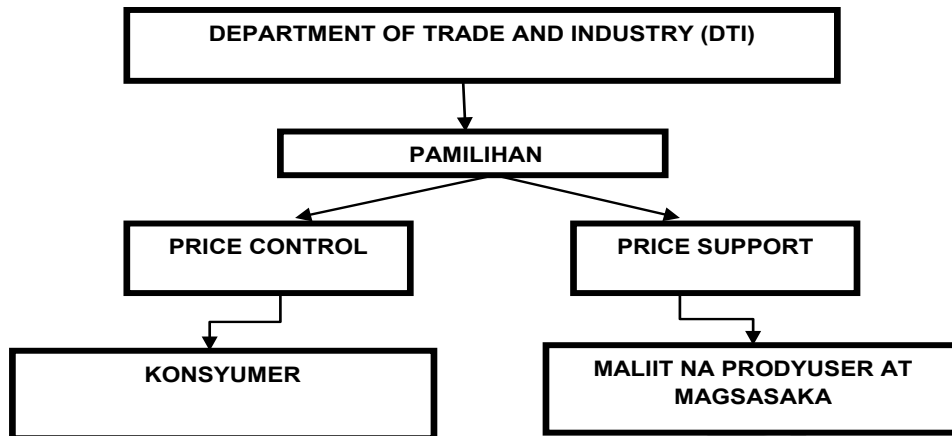 DEPARTMENT OF TRADE AND INDUSTRY (DTI)
PAMILIHAN
PRICE CONTROL
PRICE SUPPORT
KONSYUMER
MALIIT NA PRODYUSER AT
MAGSASAKA